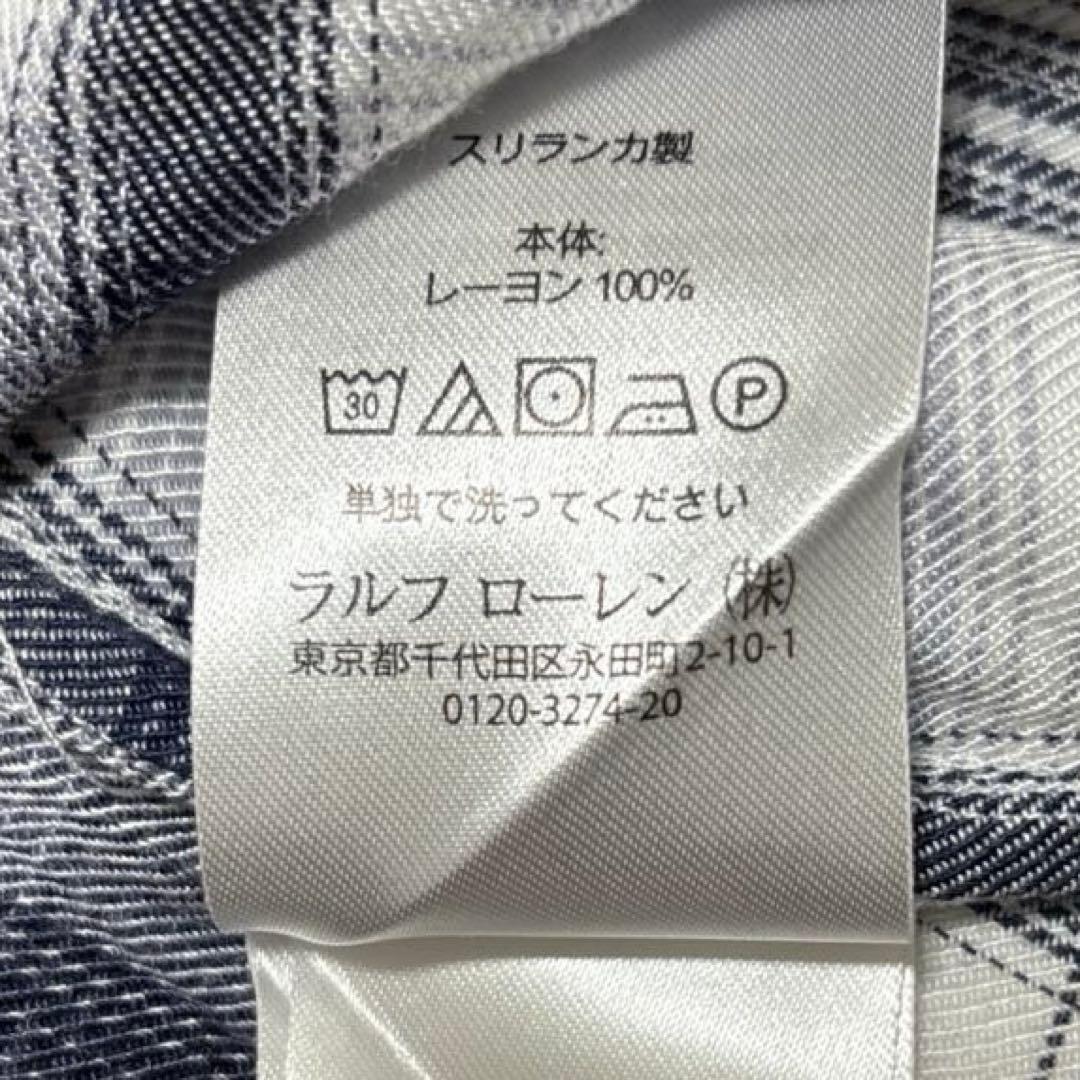 スリランカ製
本体:
レーヨン 100%
30 P
単独で洗ってください
ラルフ ローレン (株)
東京都千代田区永田町2-10-1
0120-3274-20